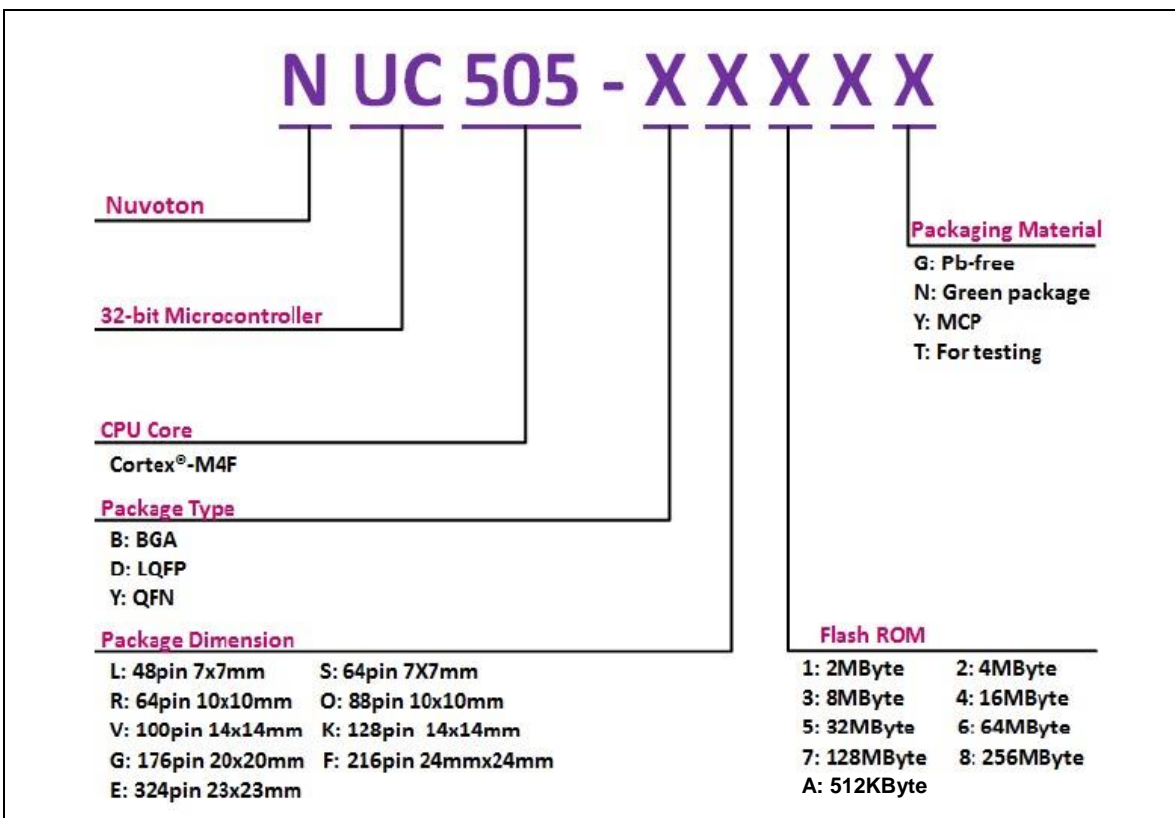 N UC 505 - X X X X X
Nuvoton
Packaging Material
G: Pb-free
N: Green package
Y: MCP
T: For testing
32-bit Microcontroller
CPU Core
Cortex®-M4F
Package Type
B: BGA
D: LQFP
Y: QFN
Package Dimension
L: 48pin 7x7mm S: 64pin 7X7mm
R: 64pin 10x10mm O: 88pin 10x10mm
V: 100pin 14x14mm K: 128pin 14x14mm
G: 176pin 20x20mm F: 216pin 24mmx24mm
E: 324pin 23x23mm
Flash ROM
1: 2MByte 2: 4MByte
3: 8MByte 4: 16MByte
5: 32MByte 6: 64MByte
7: 128MByte 8: 256MByte
A: 512KByte